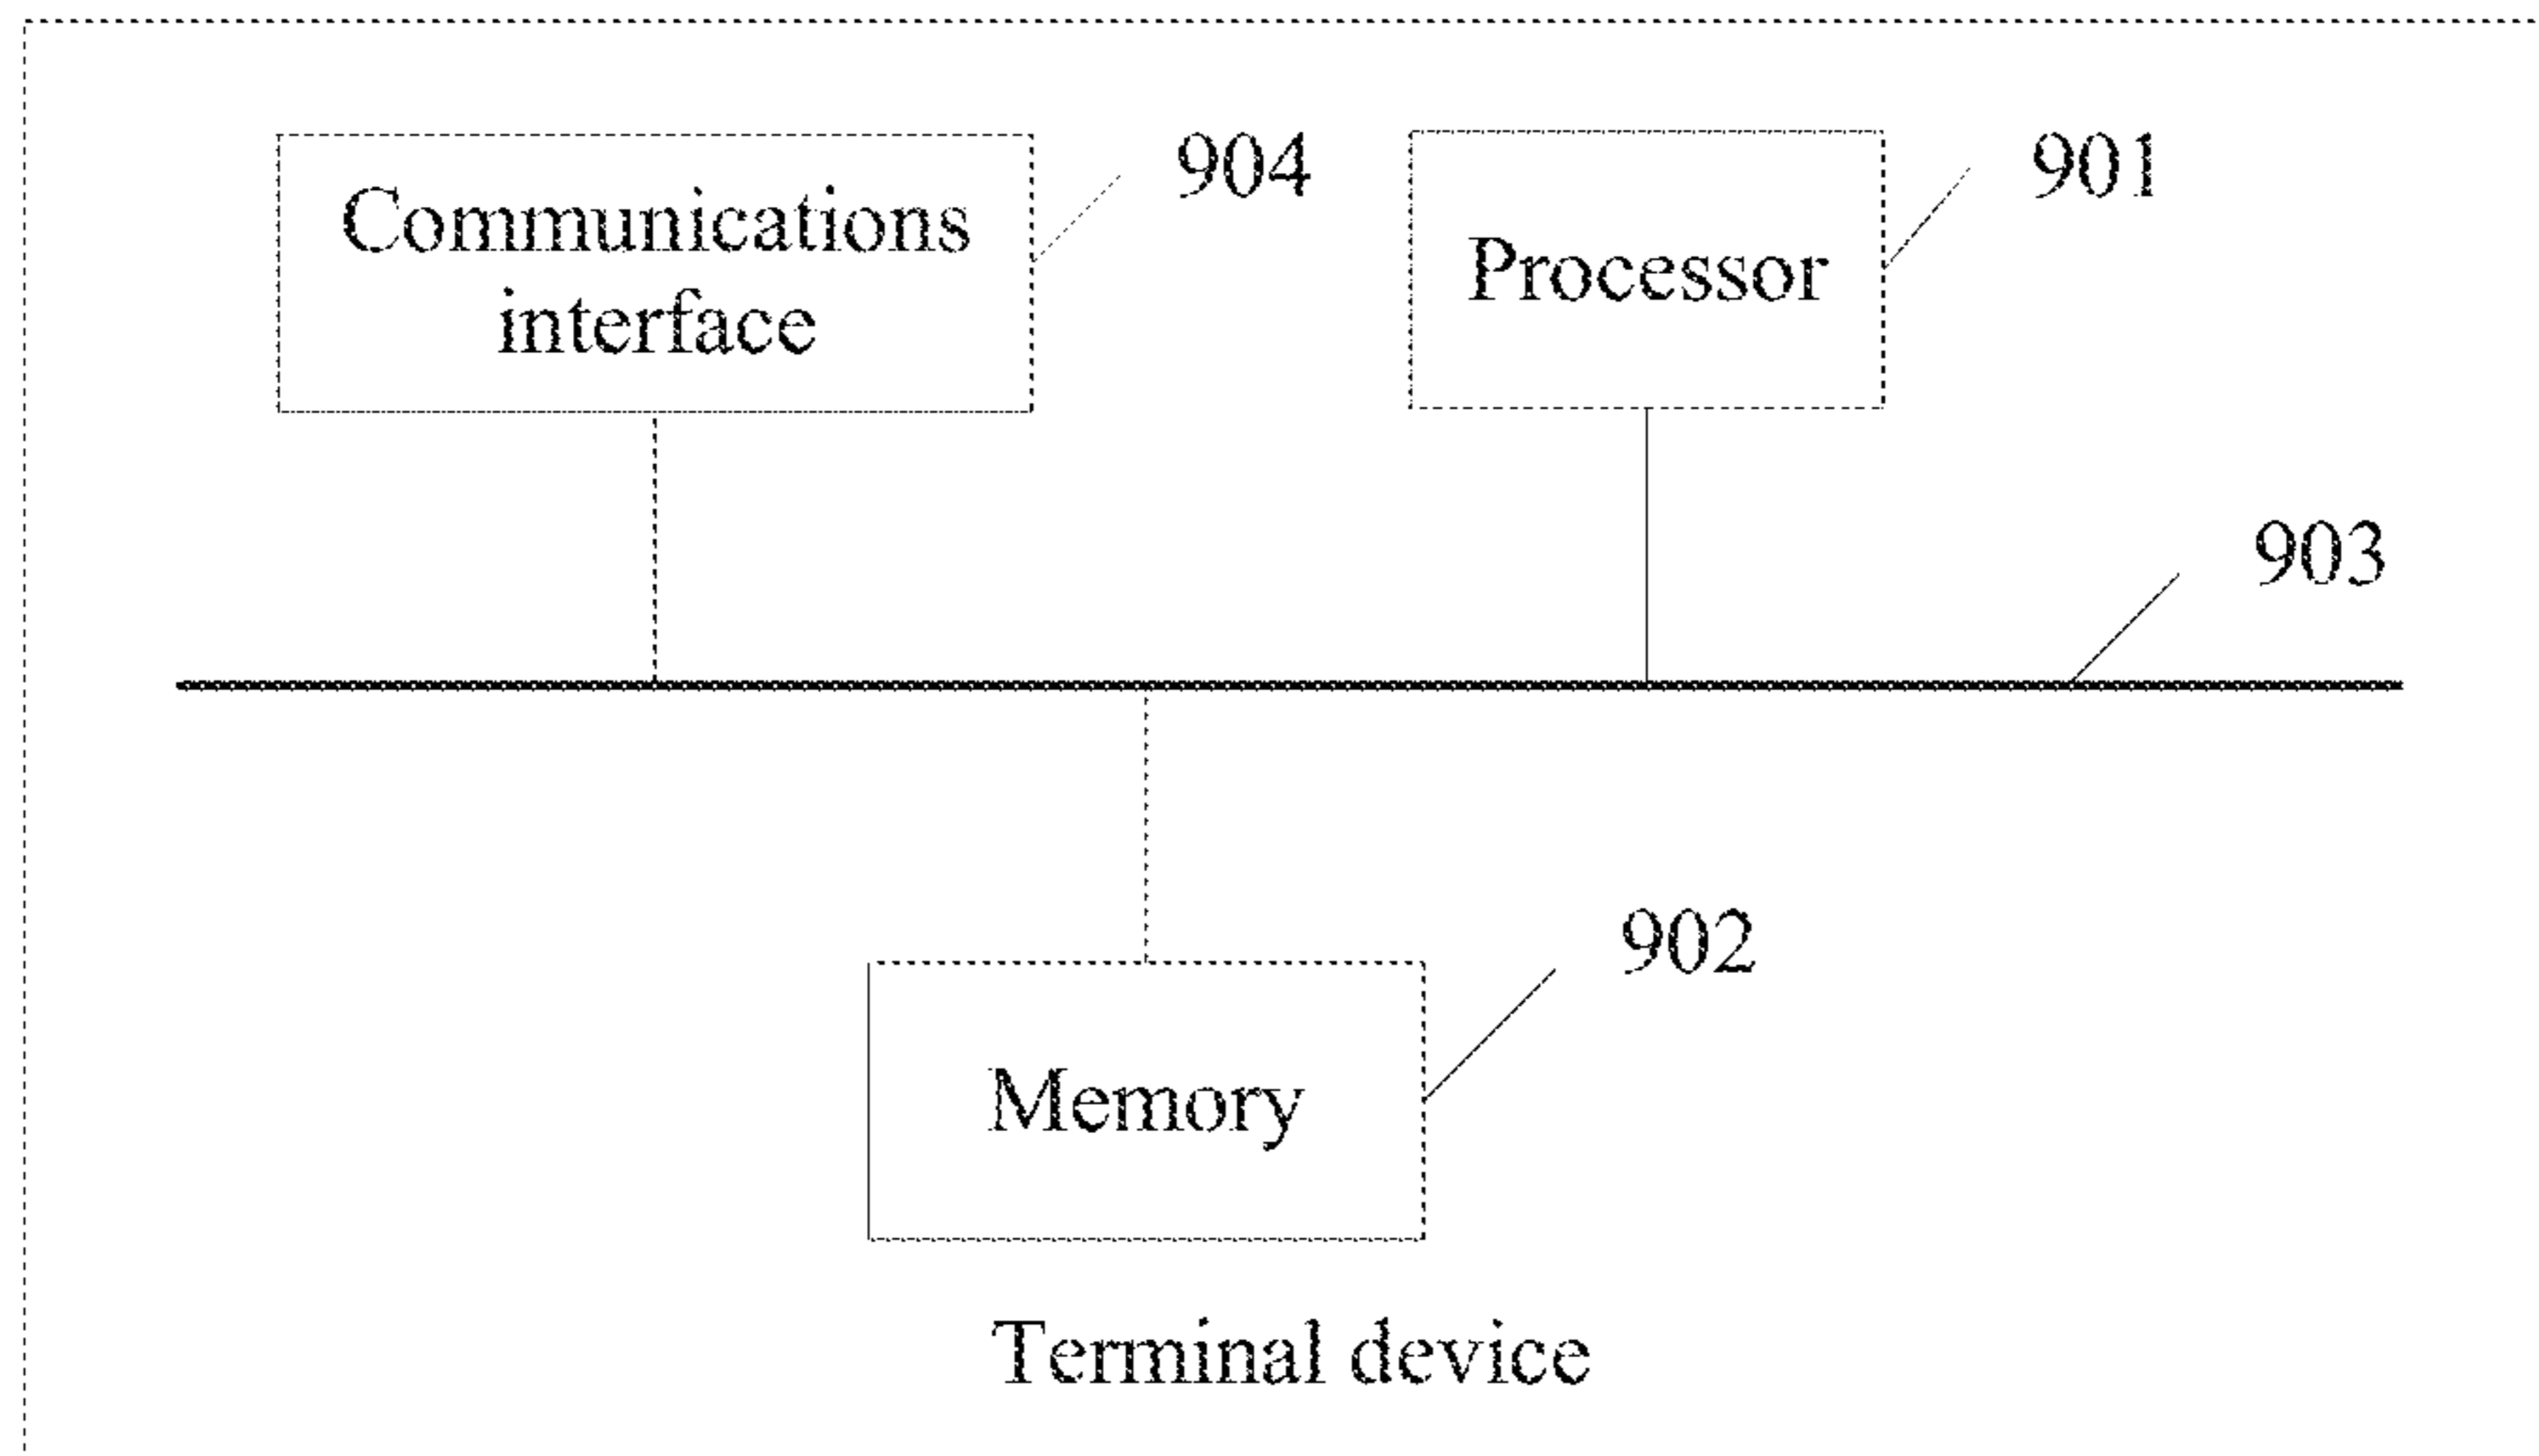 Communications
interface
904
Processor
901
903
902
Memory
Terminal device